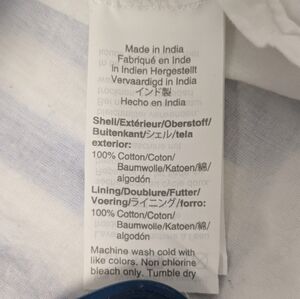 Made in India
Fabriqué en Inde
In Indien Hergestellt
Vervaardigd in India
インド製
Hecho en India
Shell/Extérieur/Oberstoff/
Buitenkant/シェル/tela
exterior:
100% Cotton/Coton/
Baumwolle/Katoen/綿/
algodón
Lining/Doublure/Futter/
Voering/ライニング/forro:
100% Cotton/Coton/
Baumwolle/Katoen/綿/
algodón
Machine wash cold with
like colors. Non chlorine
bleach only. Tumble dry